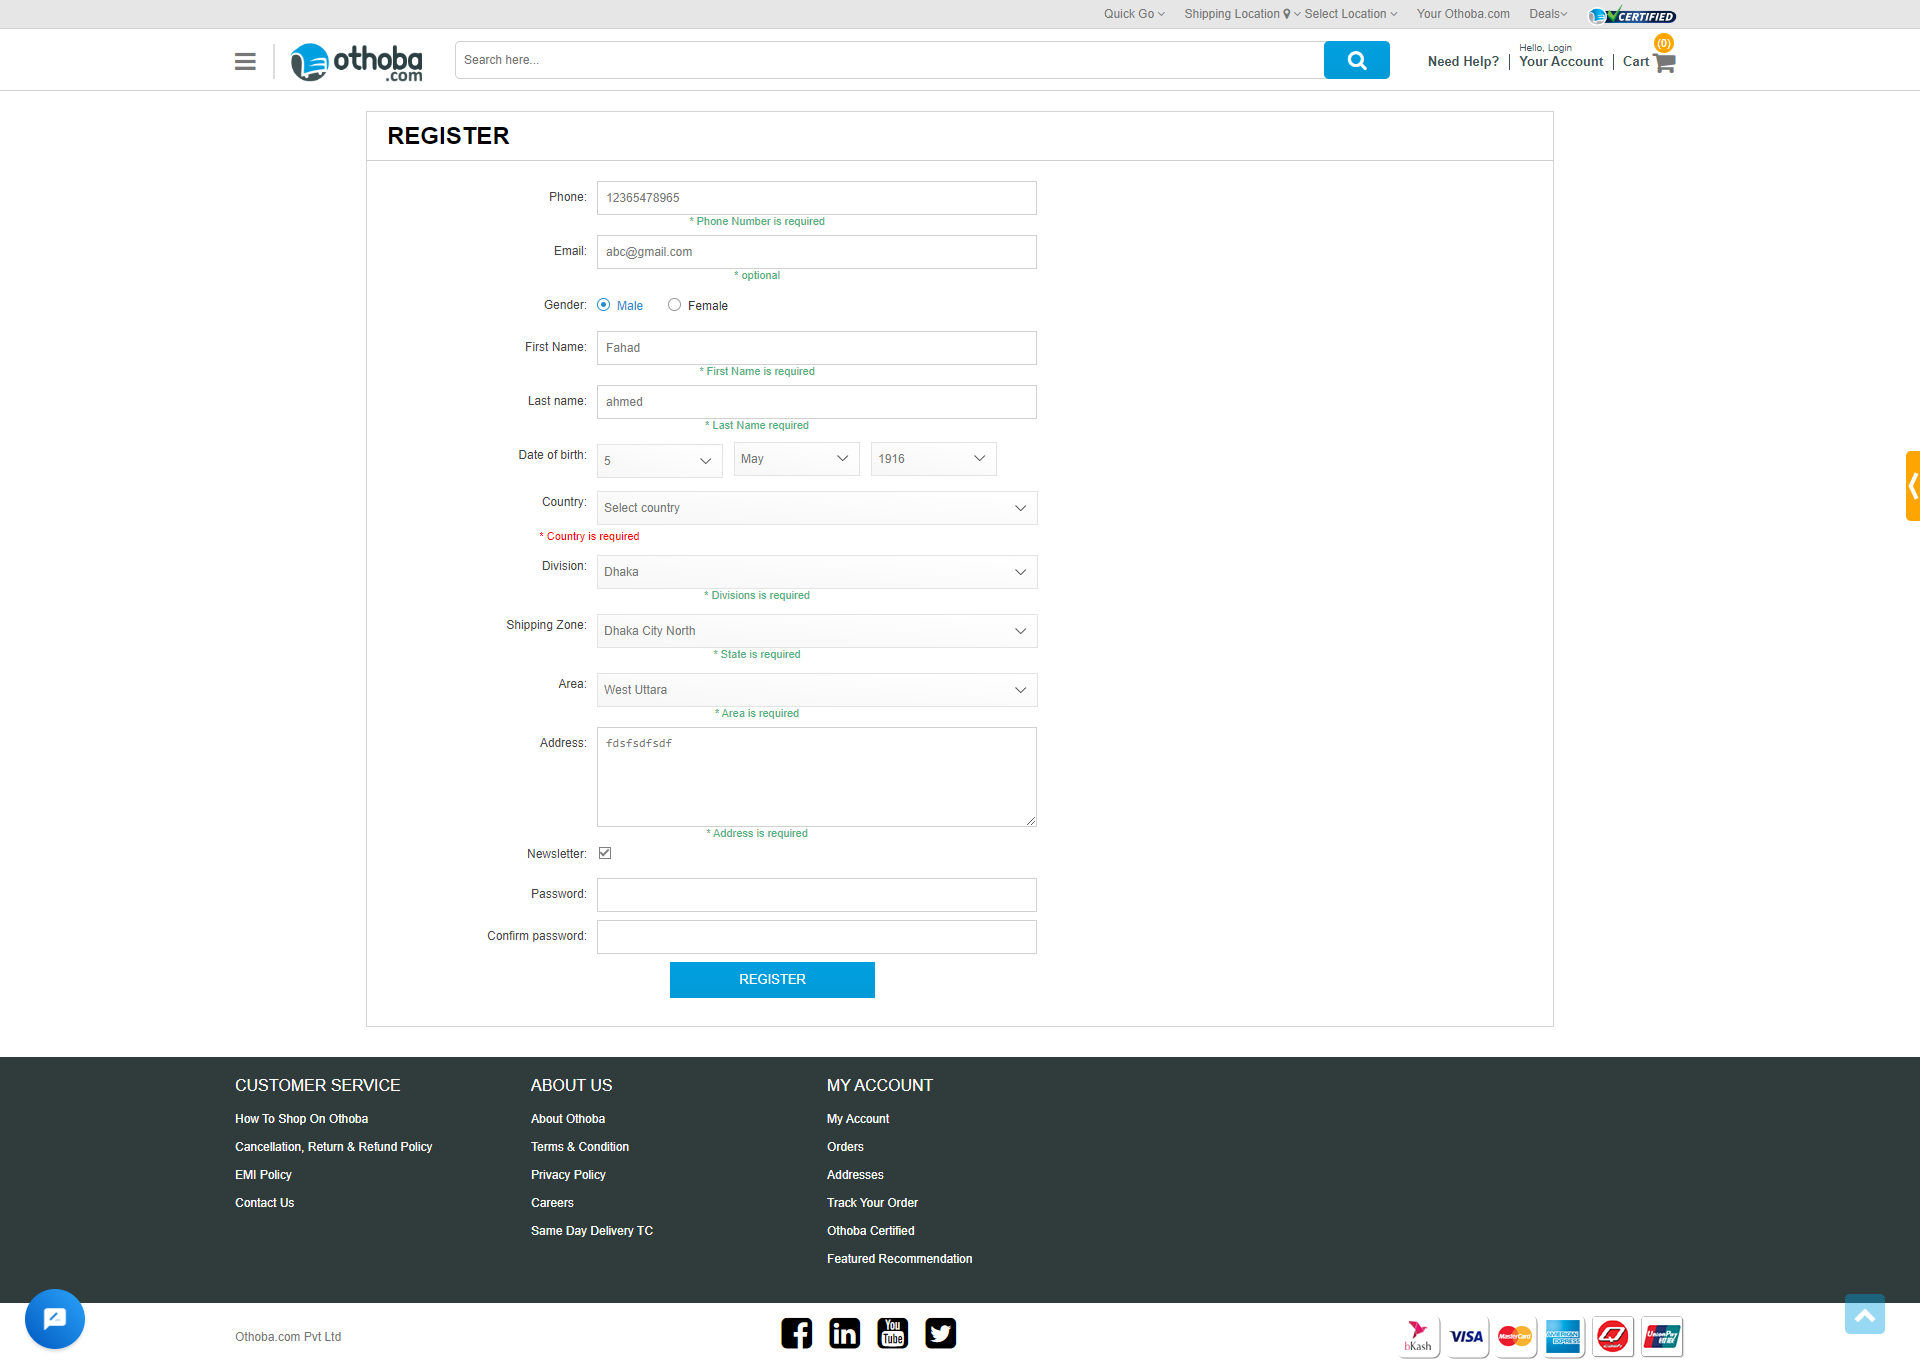 Quick Go
Shipping Location
Select Location
Your Othoba.com
Deals
CERTIFIED
othoba
.com
Search here...
Need Help?
Hello, Login
Your Account
Cart
(0)
REGISTER
Phone:
12365478965
* Phone Number is required
Email:
abc@gmail.com
* optional
Gender:
Male
Female
First Name:
Fahad
* First Name is required
Last name:
ahmed
* Last Name required
Date of birth:
5
May
1916
Country:
Select country
* Country is required
Division:
Dhaka
* Divisions is required
Shipping Zone:
Dhaka City North
* State is required
Area:
West Uttara
* Area is required
Address:
fdsfsdfsdf
* Address is required
Newsletter:
Password:
Confirm password:
REGISTER
CUSTOMER SERVICE
How To Shop On Othoba
Cancellation, Return & Refund Policy
EMI Policy
Contact Us
ABOUT US
About Othoba
Terms & Condition
Privacy Policy
Careers
Same Day Delivery TC
MY ACCOUNT
My Account
Orders
Addresses
Track Your Order
Othoba Certified
Featured Recommendation
Othoba.com Pvt Ltd
in
You
Tube
bKash
VISA
MasterCard
AMERICAN
EXPRESS
UnionPay